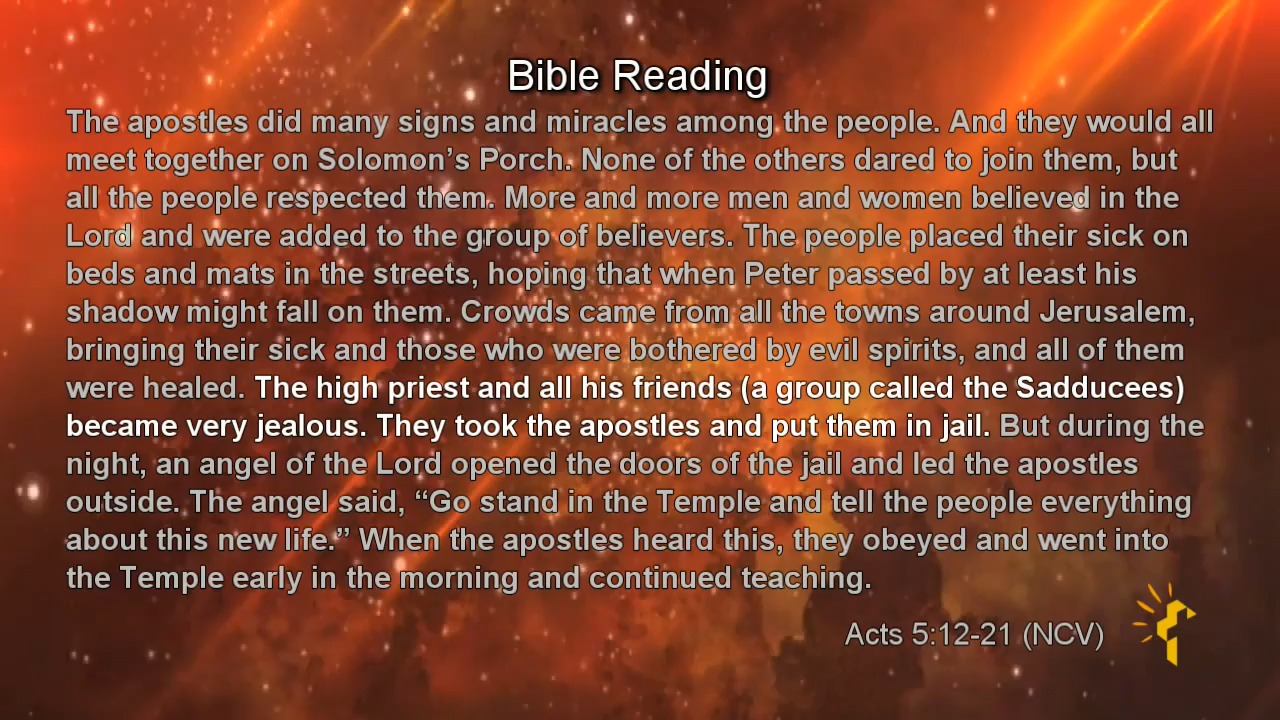 Bible Reading
The apostles did many signs and miracles among the people. And they would all
meet together on Solomon’s Porch. None of the others dared to join them, but
all the people respected them. More and more men and women believed in the
Lord and were added to the group of believers. The people placed their sick on
beds and mats in the streets, hoping that when Peter passed by at least his
shadow might fall on them. Crowds came from all the towns around Jerusalem,
bringing their sick and those who were bothered by evil spirits, and all of them
were healed. The high priest and all his friends (a group called the Sadducees)
became very jealous. They took the apostles and put them in jail. But during the
night, an angel of the Lord opened the doors of the jail and led the apostles
outside. The angel said, “Go stand in the Temple and tell the people everything
about this new life.” When the apostles heard this, they obeyed and went into
the Temple early in the morning and continued teaching.
Acts 5:12-21 (NCV)